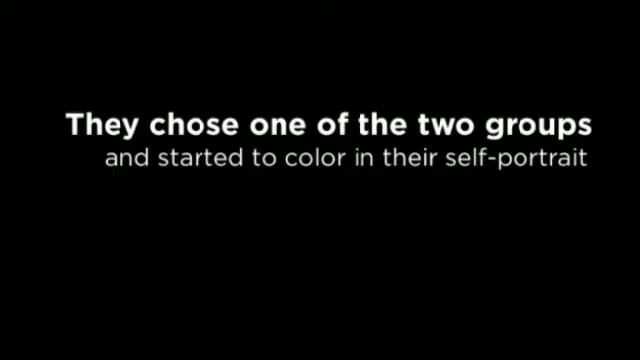 They chose one of the two groups
and started to color in their self-portrait